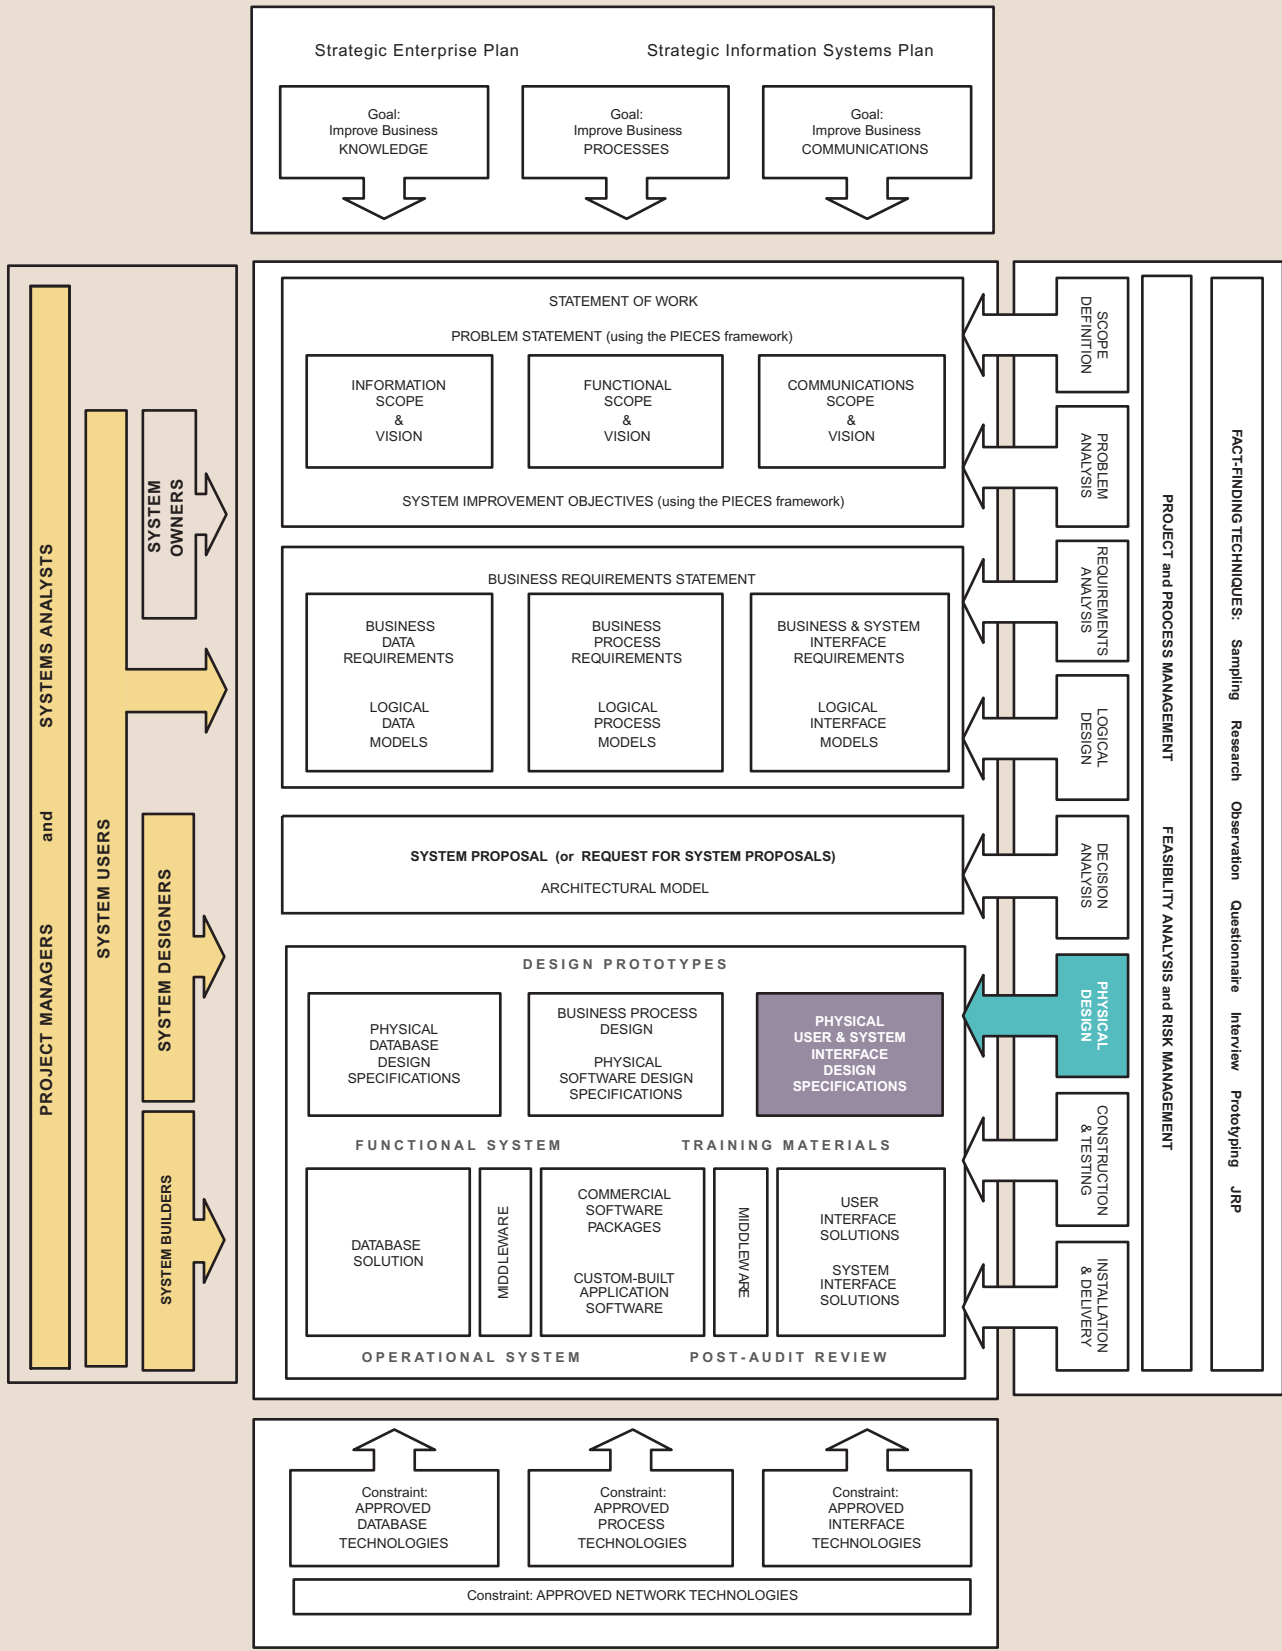 Strategic Enterprise Plan
Strategic Information Systems Plan
Goal:
Improve Business
KNOWLEDGE
Goal:
Improve Business
PROCESSES
Goal:
Improve Business
COMMUNICATIONS
PROJECT MANAGERS and SYSTEMS ANALYSTS
SYSTEM USERS
SYSTEM
OWNERS
SYSTEM DESIGNERS
SYSTEM BUILDERS
STATEMENT OF WORK
PROBLEM STATEMENT (using the PIECES framework)
INFORMATION
SCOPE
&
VISION
FUNCTIONAL
SCOPE
&
VISION
COMMUNICATIONS
SCOPE
&
VISION
SYSTEM IMPROVEMENT OBJECTIVES (using the PIECES framework)
BUSINESS REQUIREMENTS STATEMENT
BUSINESS
DATA
REQUIREMENTS
LOGICAL
DATA
MODELS
BUSINESS
PROCESS
REQUIREMENTS
LOGICAL
PROCESS
MODELS
BUSINESS & SYSTEM
INTERFACE
REQUIREMENTS
LOGICAL
INTERFACE
MODELS
SYSTEM PROPOSAL (or REQUEST FOR SYSTEM PROPOSALS)
ARCHITECTURAL MODEL
DESIGN PROTOTYPES
PHYSICAL
DATABASE
DESIGN
SPECIFICATIONS
BUSINESS PROCESS
DESIGN
PHYSICAL
SOFTWARE DESIGN
SPECIFICATIONS
PHYSICAL
USER & SYSTEM
INTERFACE
DESIGN
SPECIFICATIONS
FUNCTIONAL SYSTEM
TRAINING MATERIALS
DATABASE
SOLUTION
MIDDLEWARE
COMMERCIAL
SOFTWARE
PACKAGES
CUSTOM-BUILT
APPLICATION
SOFTWARE
MIDDLEWARE
USER
INTERFACE
SOLUTIONS
SYSTEM
INTERFACE
SOLUTIONS
OPERATIONAL SYSTEM
POST-AUDIT REVIEW
SCOPE
DEFINITION
PROBLEM
ANALYSIS
REQUIREMENTS
ANALYSIS
LOGICAL
DESIGN
DECISION
ANALYSIS
PHYSICAL
DESIGN
CONSTRUCTION
& TESTING
INSTALLATION
& DELIVERY
PROJECT and PROCESS MANAGEMENT FEASIBILITY ANALYSIS and RISK MANAGEMENT
FACT-FINDING TECHNIQUES: Sampling Research Observation Questionnaire Interview Prototyping JRP
Constraint:
APPROVED
DATABASE
TECHNOLOGIES
Constraint:
APPROVED
PROCESS
TECHNOLOGIES
Constraint:
APPROVED
INTERFACE
TECHNOLOGIES
Constraint: APPROVED NETWORK TECHNOLOGIES